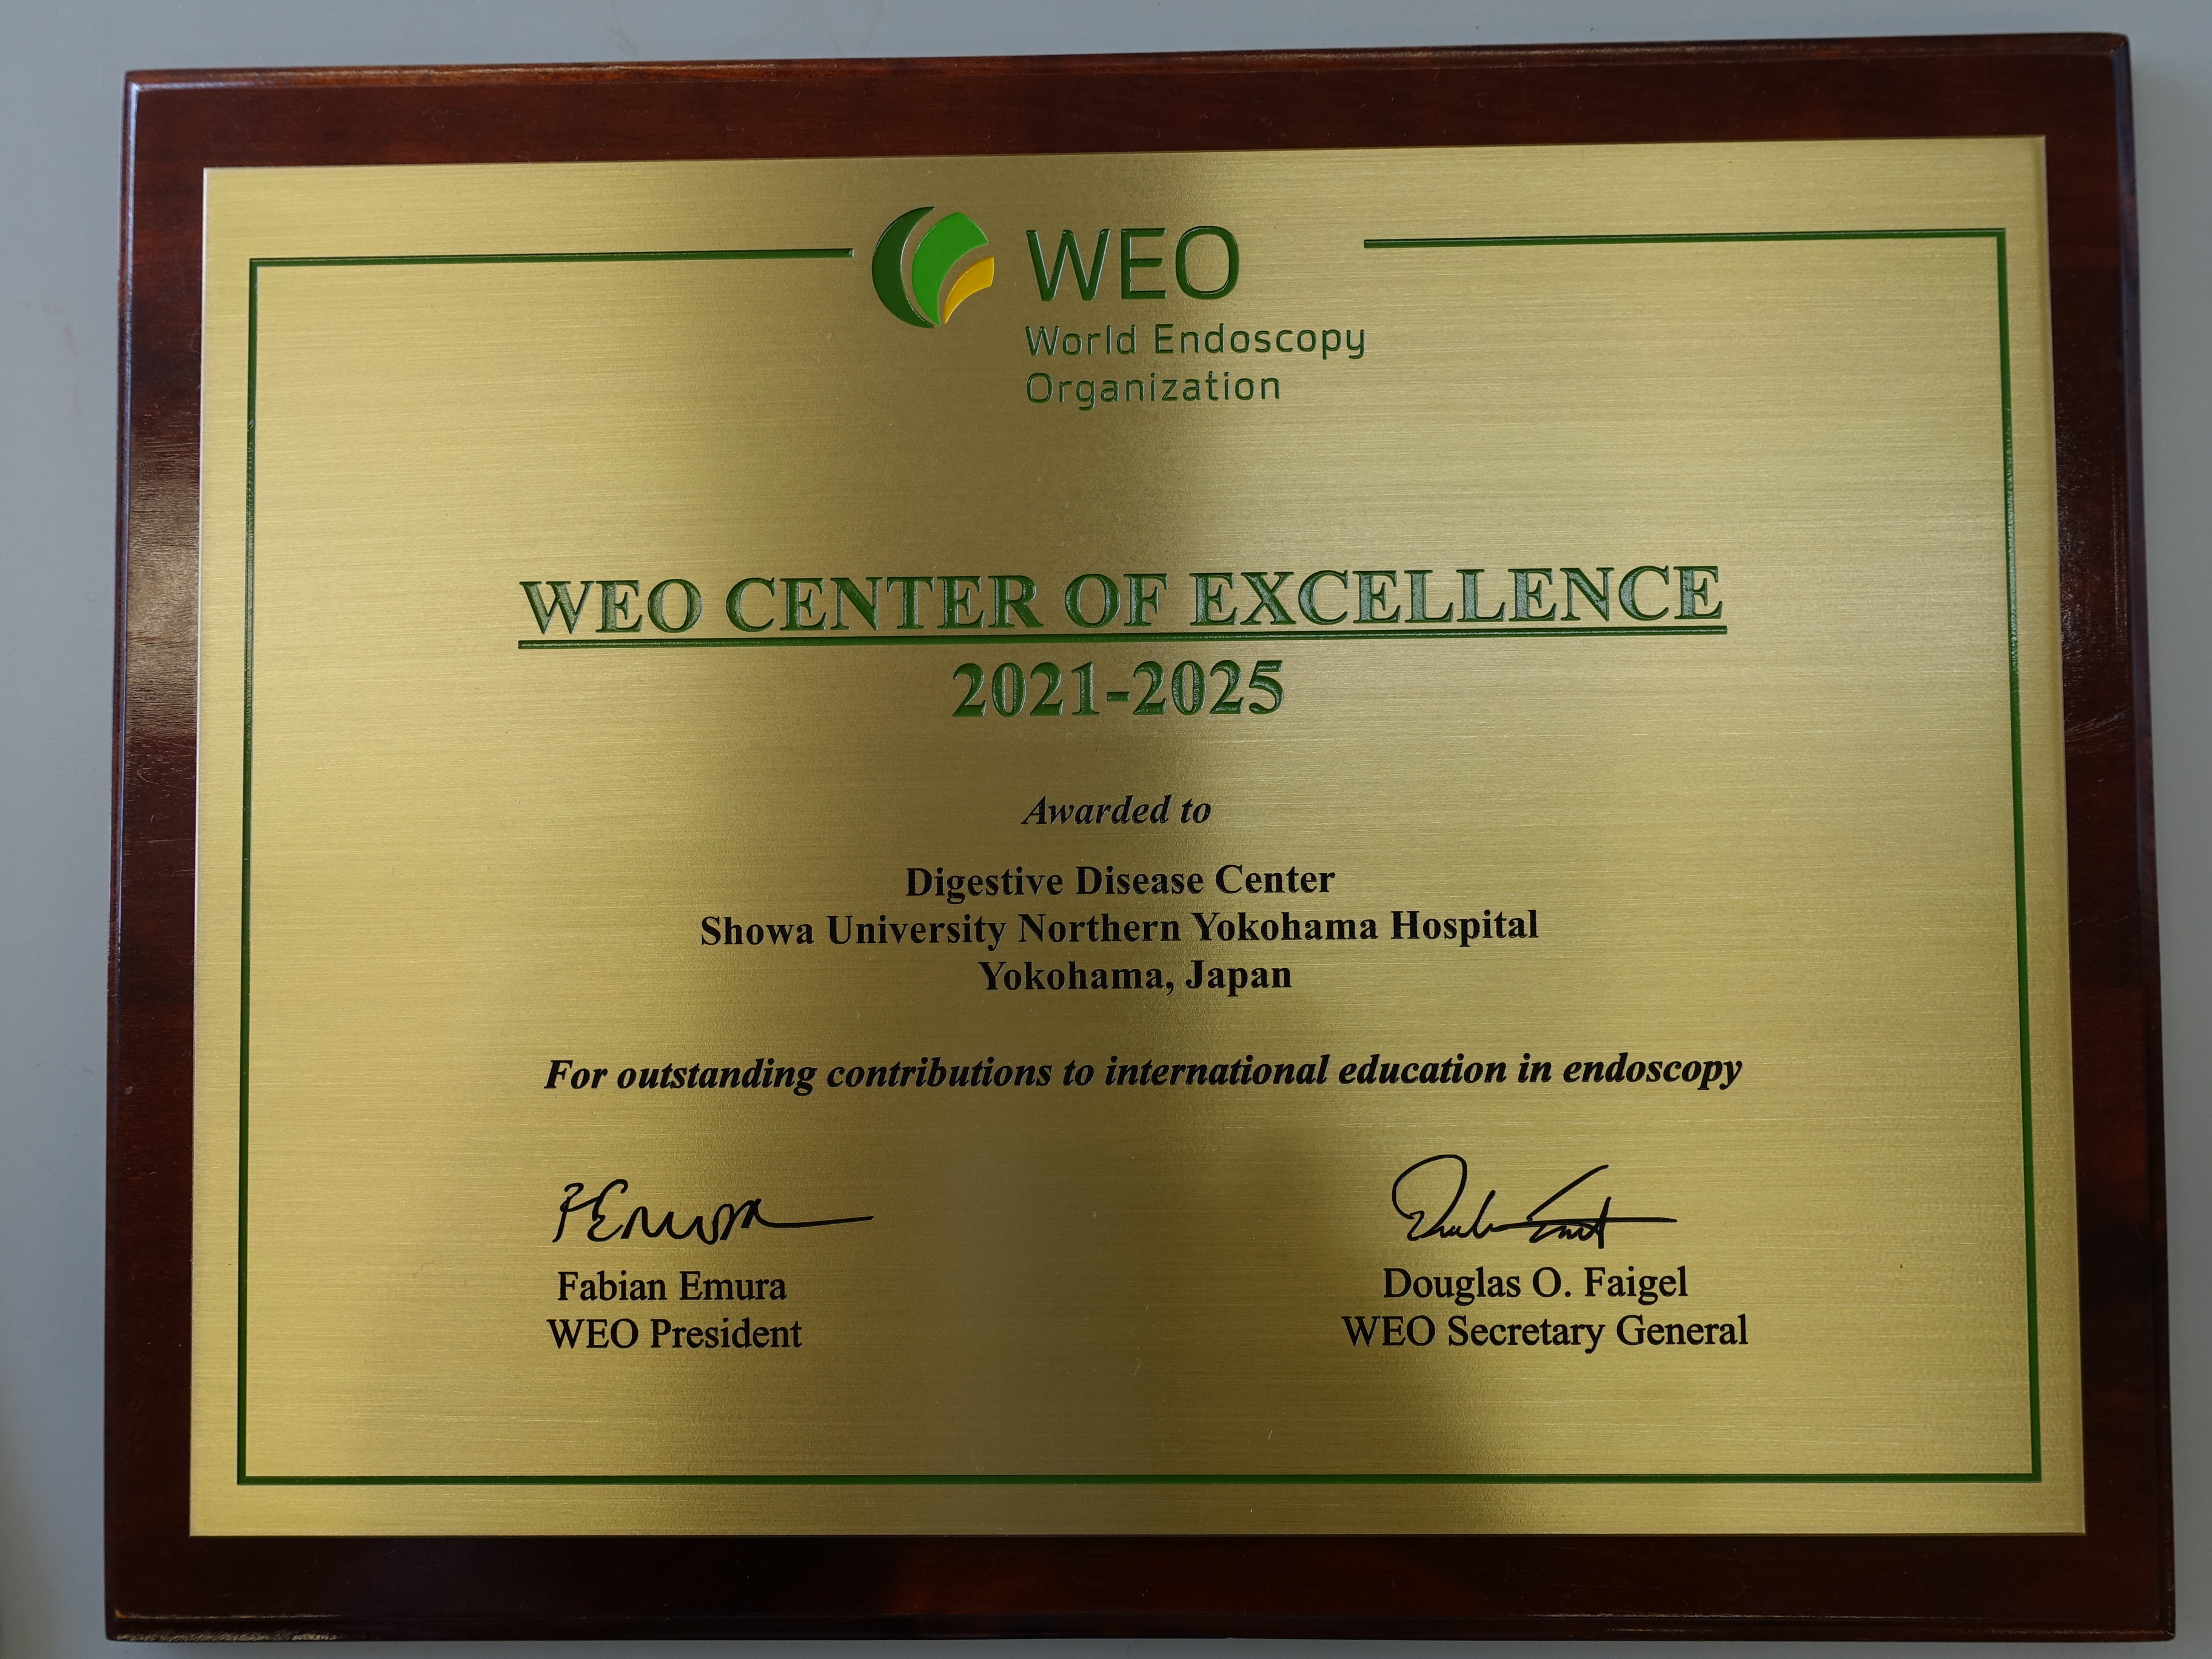 WEO
World Endoscopy
Organization
WEO CENTER OF EXCELLENCE
2021-2025
Awarded to
Digestive Disease Center
Showa University Northern Yokohama Hospital
Yokohama, Japan
For outstanding contributions to international education in endoscopy
Fabian Emura
WEO President
Douglas O. Faigel
WEO Secretary General